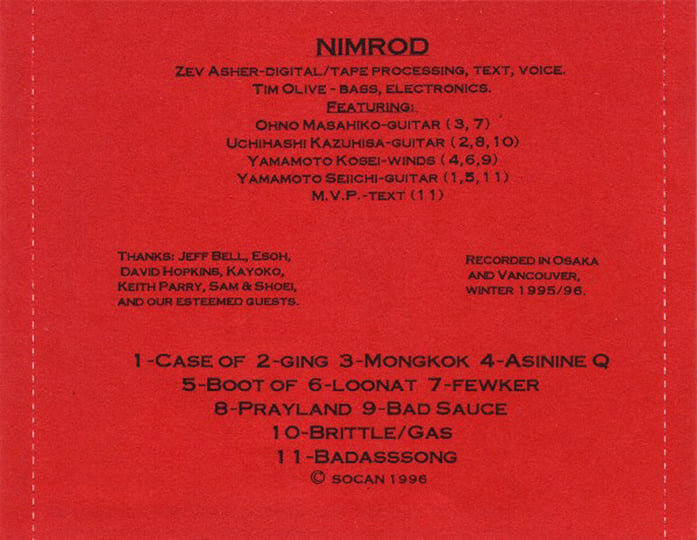 NIMROD
Zev Asher-digital/tape processing, text, voice.
Tim Olive - bass, electronics.
Featuring:
Ohno Masahiko-guitar (3, 7)
Uchihashi Kazuhisa-guitar (2,8,10)
Yamamoto Kosei-winds (4,6,9)
Yamamoto Seiichi-guitar (1,5,11)
M.V.P.-text (11)
Thanks: Jeff Bell, Esoh,
David Hopkins, Kayoko,
Keith Parry, Sam & Shoei,
and our esteemed guests.
Recorded in Osaka
and Vancouver,
winter 1995/96.
1-Case of 2-ging 3-Mongkok 4-Asinine Q
5-Boot of 6-loonat 7-fewker
8-Prayland 9-Bad Sauce
10-Brittle/Gas
11-Badasssong
© SOCAN 1996